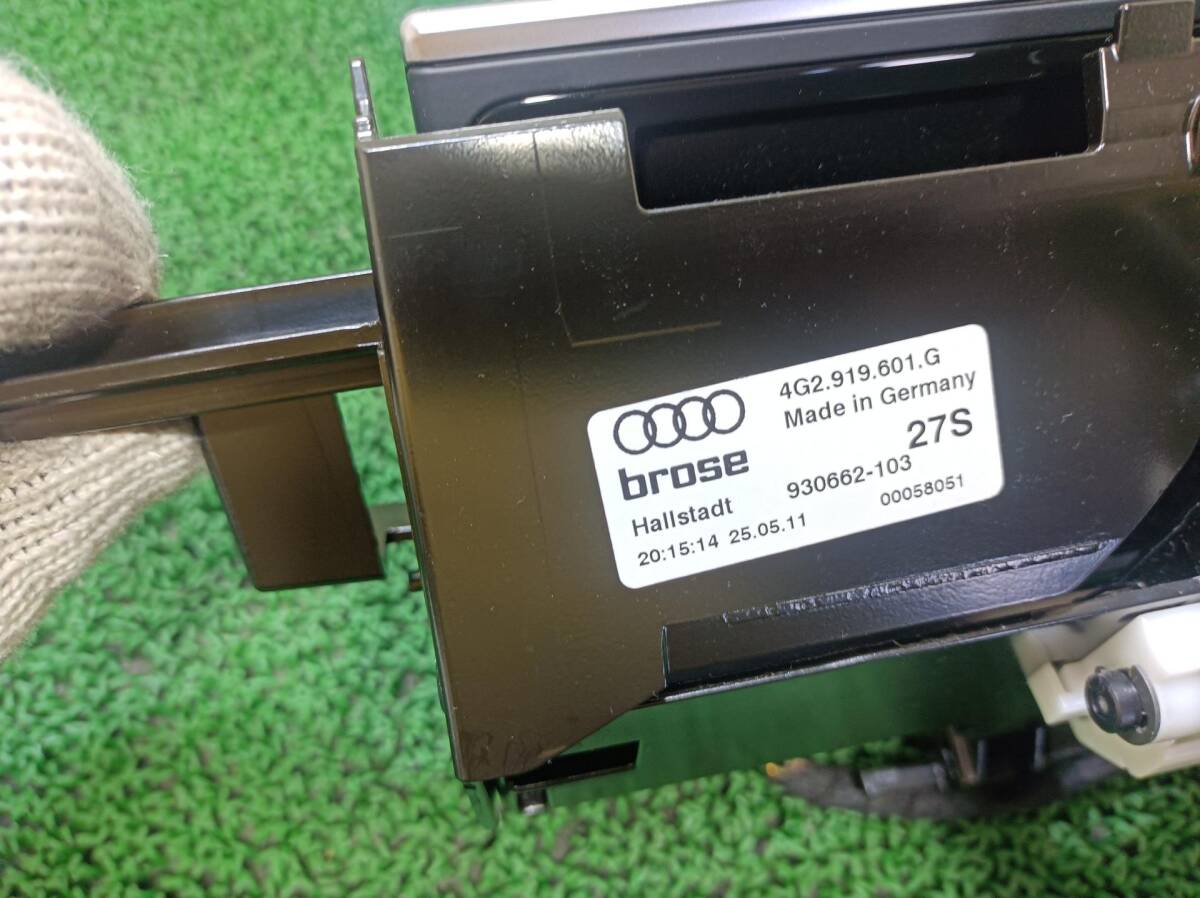 4G2.919.601.G
Made in Germany
27S
brose
Hallstadt
930662-103
00058051
20:15:14 25.05.11